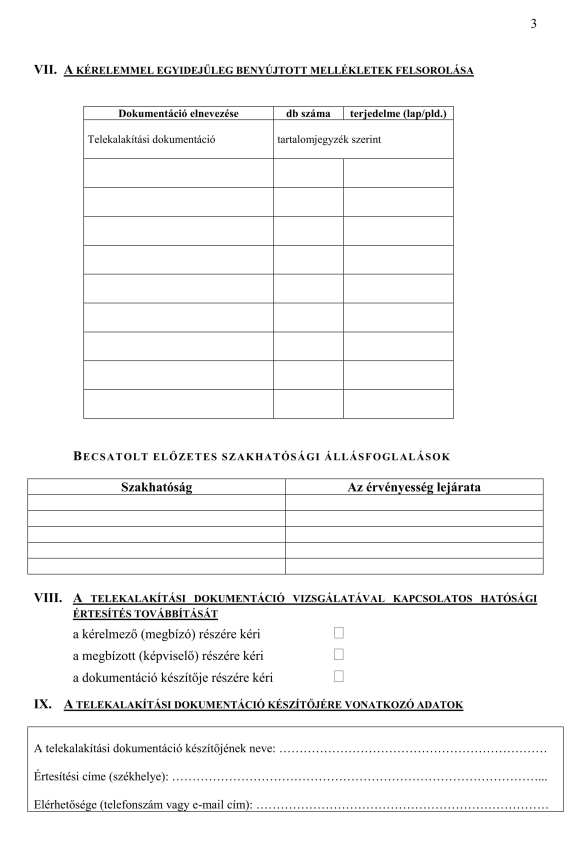 3
VII. A KÉRELEMMEL EGYIDEJŰLEG BENYÚJTOTT MELLÉKLETEK FELSOROLÁSA
Dokumentáció elnevezése db száma terjedelme (lap/pld.)
Telekalakítási dokumentáció tartalomjegyzék szerint
BECSATOLT ELŐZETES SZAKHATÓSÁGI ÁLLÁSFOGLALÁSOK
Szakhatóság Az érvényesség lejárata
VIII. A TELEKALAKÍTÁSI DOKUMENTÁCIÓ VIZSGÁLATÁVAL KAPCSOLATOS HATÓSÁGI
ÉRTESÍTÉS TOVÁBBÍTÁSÁT
a kérelmező (megbízó) részére kéri ☐
a megbízott (képviselő) részére kéri ☐
a dokumentáció készítője részére kéri ☐
IX. A TELEKALAKÍTÁSI DOKUMENTÁCIÓ KÉSZÍTŐJÉRE VONATKOZÓ ADATOK
A telekalakítási dokumentáció készítőjének neve: …………………………………………………………
Értesítési címe (székhelye): ………………………………………………………………………………...
Elérhetősége (telefonszám vagy e-mail cím): ………………………………………………………………